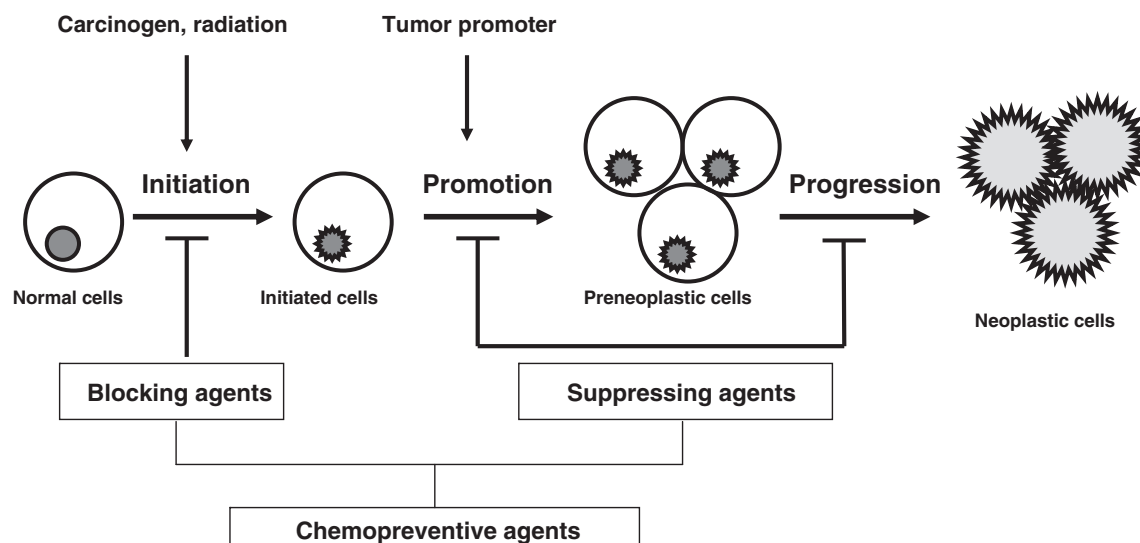 Carcinogen, radiation
Tumor promoter
Initiation
Promotion
Progression
Normal cells
Initiated cells
Preneoplastic cells
Neoplastic cells
Blocking agents
Suppressing agents
Chemopreventive agents